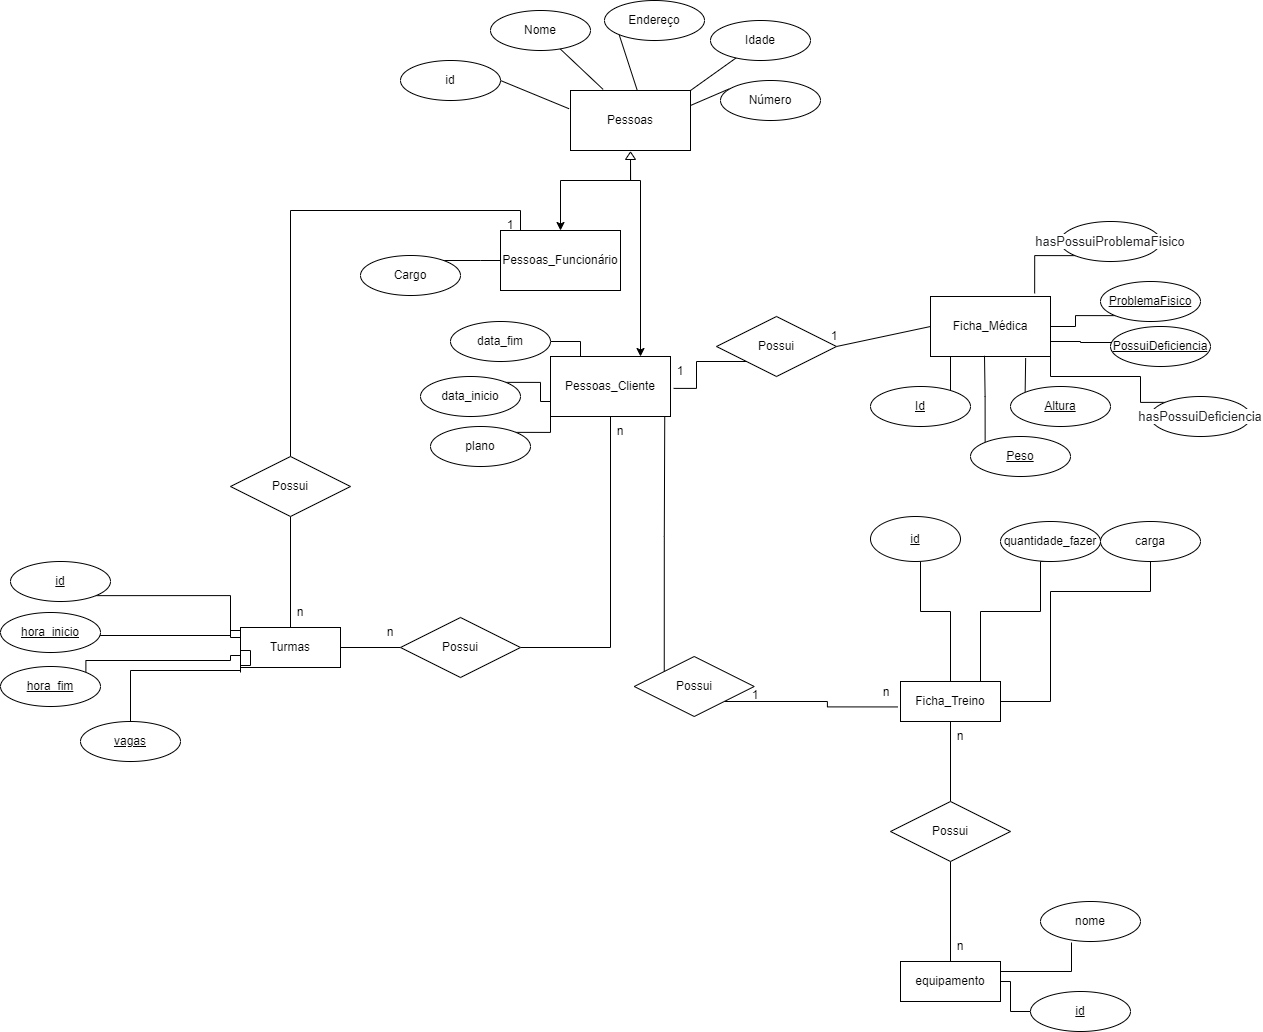 Endereço
Nome
Idade
id
Número
Pessoas
1
Pessoas_Funcionário
Cargo
hasPossuiProblemaFisico
ProblemaFisico
Ficha_Médica
PossuiDeficiencia
data_fim
1
Possui
1
Pessoas_Cliente
data_inicio
Id
Altura
hasPossuiDeficiencia
n
plano
Peso
Possui
id
quantidade_fazer
carga
id
n
hora_inicio
n
Turmas
Possui
Possui
hora_fim
1
n
Ficha_Treino
vagas
n
Possui
nome
n
equipamento
id